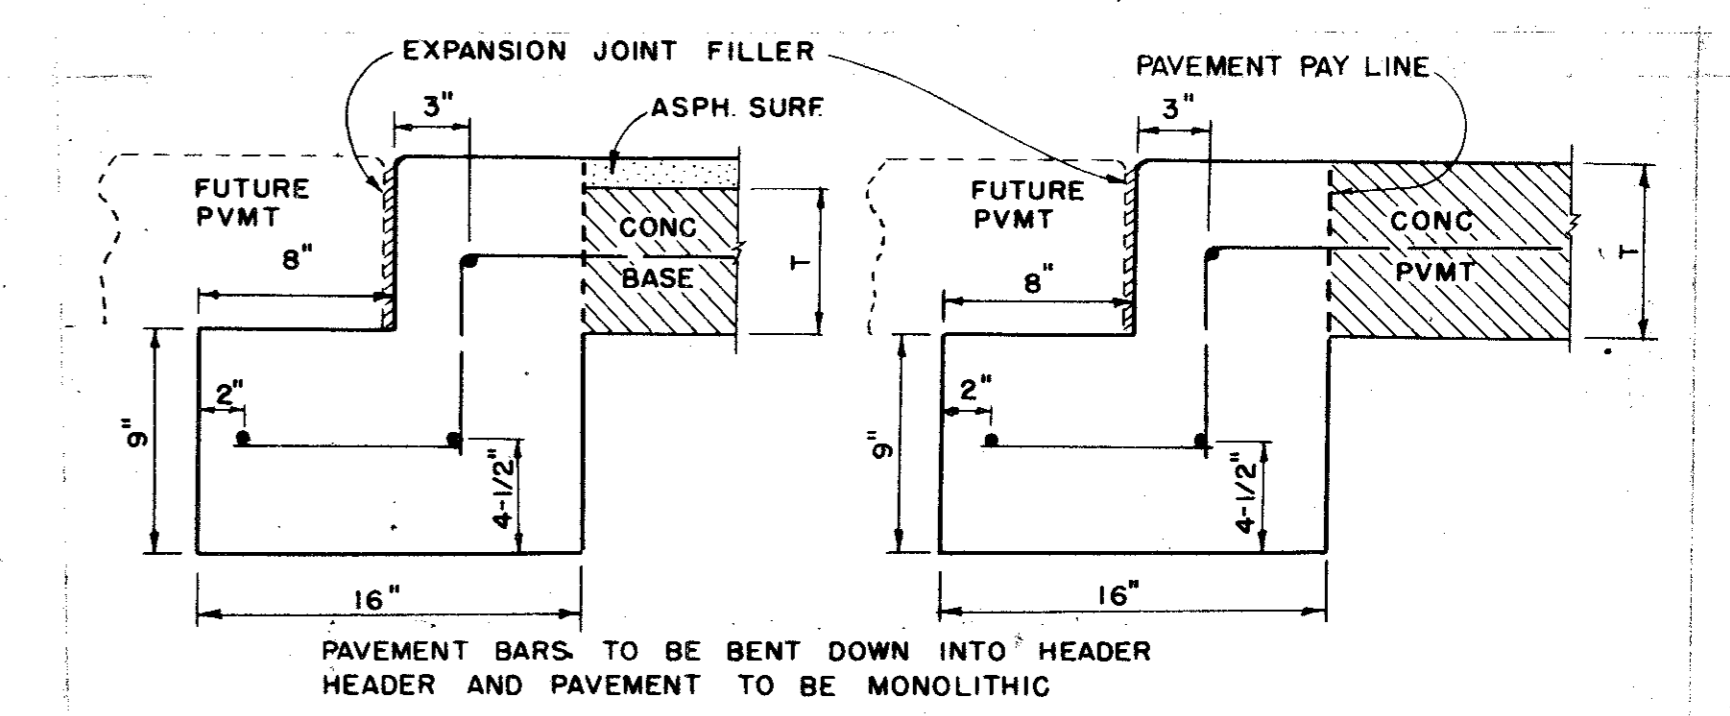 EXPANSION JOINT FILLER
PAVEMENT PAY LINE
3"
ASPH. SURF.
3"
FUTURE
PVMT
CONC
BASE
T
8"
FUTURE
PVMT
CONC
PVMT
T
8"
2"
9"
4-1/2"
16"
2"
9"
4-1/2"
16"
PAVEMENT BARS. TO BE BENT DOWN INTO HEADER
HEADER AND PAVEMENT TO BE MONOLITHIC